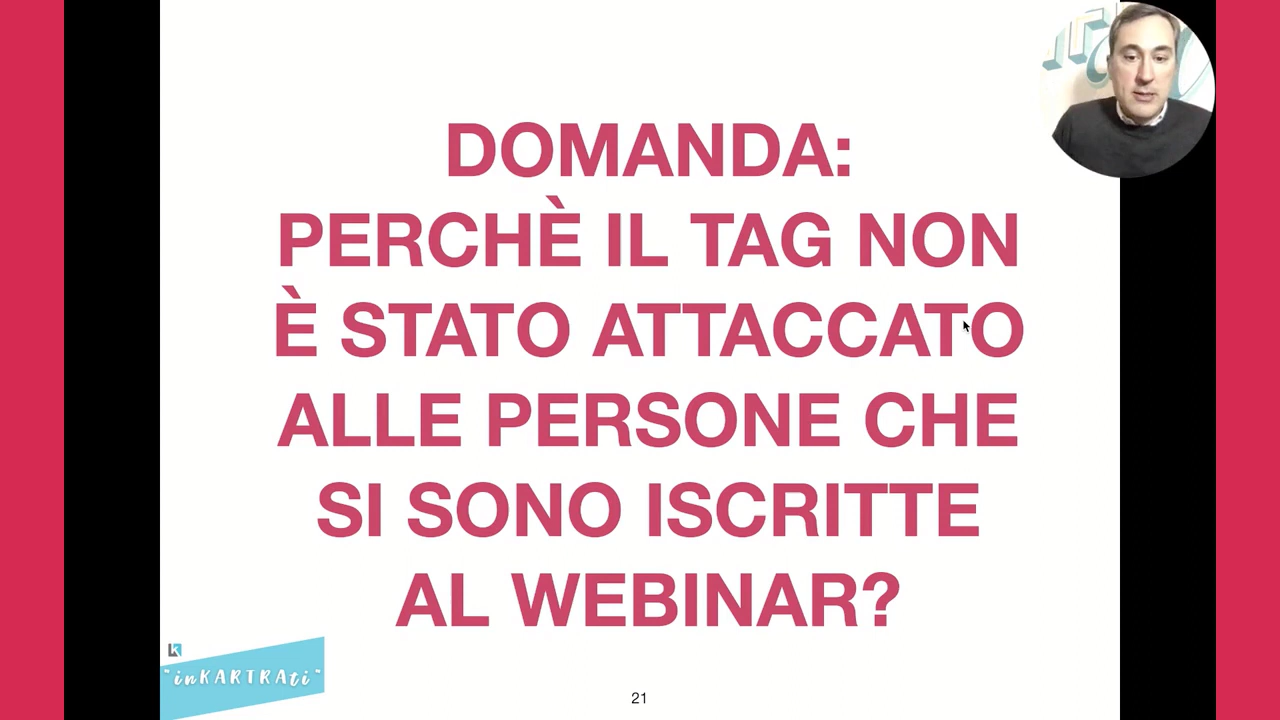 DOMANDA:
PERCHÈ IL TAG NON
È STATO ATTACCATO
ALLE PERSONE CHE
SI SONO ISCRITTE
AL WEBINAR?
K
"inKARTRAti"
21